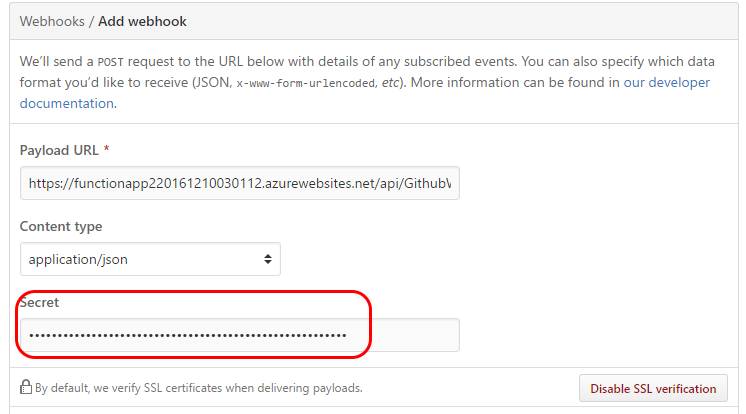 Webhooks / Add webhook
We'll send a POST request to the URL below with details of any subscribed events. You can also specify which data
format you'd like to receive (JSON, x-www-form-urlencoded, etc). More information can be found in our developer
documentation.
Payload URL *
https://functionapp220161210030112.azurewebsites.net/api/GithubW
Content type
application/json
Secret
By default, we verify SSL certificates when delivering payloads.
Disable SSL verification